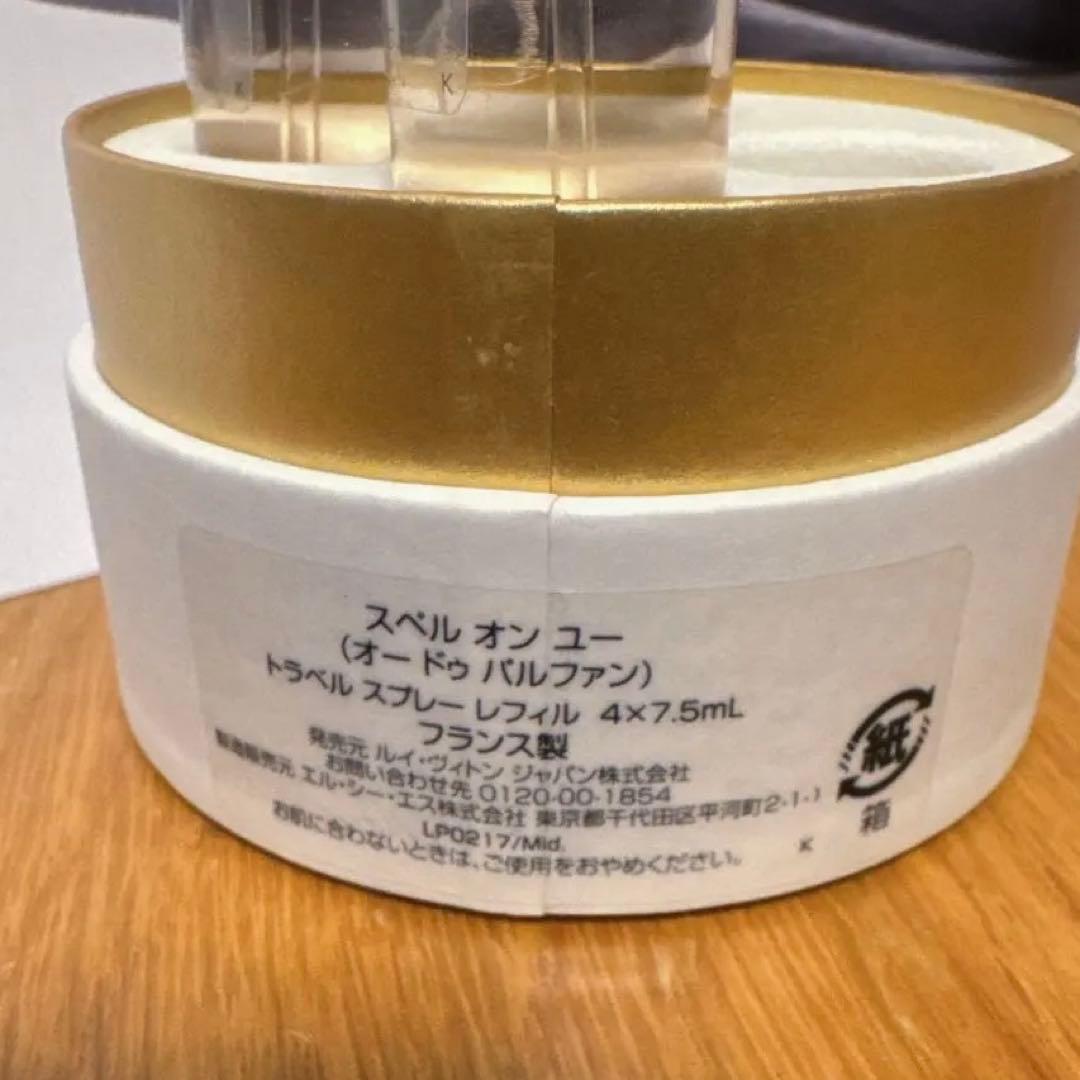 K
K
スペル オン ユー
(オー ドゥ パルファン)
トラベル スプレー レフィル 4×7.5mL
フランス製
発売元 ルイ・ヴィトン ジャパン株式会社
お問い合わせ先 0120-00-1854
製造販売元 エル・シー・エス株式会社 東京都千代田区平河町2-1-1
LP0217/Mid.
お肌に合わないときは、ご使用をおやめください。
K
紙
箱